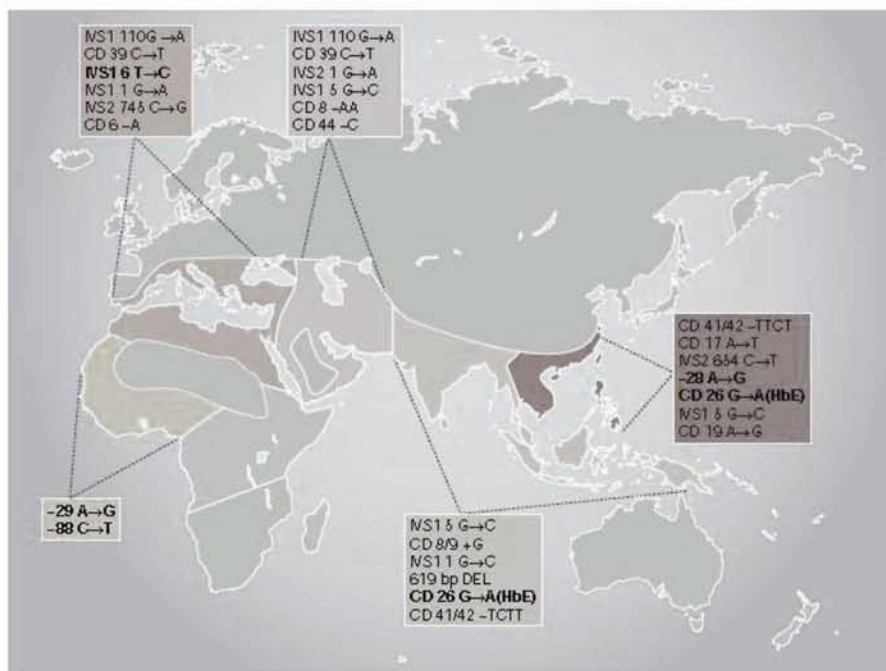 IVS1 110G→A
CD 39 C→T
IVS1 6 T→C
IVS1 1 G→A
IVS2 745 C→G
CD 6 –A
IVS1 110 G→A
CD 39 C→T
IVS2 1 G→A
IVS1 5 G→C
CD 8 –AA
CD 44 –C
CD 41/42 –TTCT
CD 17 A→T
IVS2 654 C→T
–28 A→G
CD 26 G→A(HbE)
IVS1 5 G→C
CD 19 A→G
–29 A→G
–88 C→T
IVS1 5 G→C
CD 8/9 +G
IVS1 1 G→C
619 bp DEL
CD 26 G→A(HbE)
CD 41/42 –TCTT